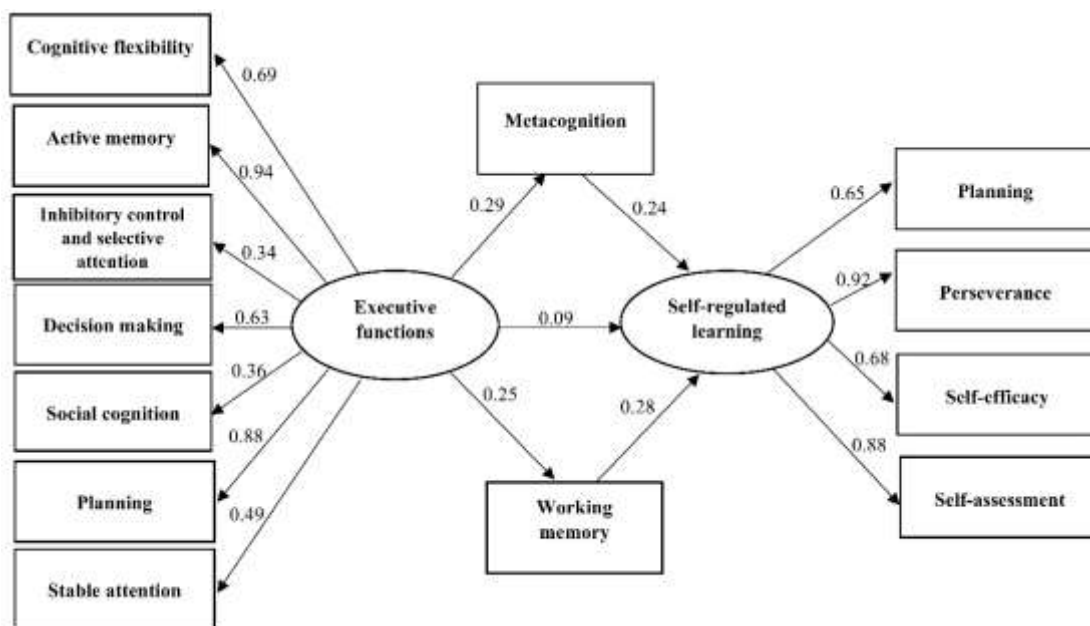 Cognitive flexibility
0.69
Active memory
0.94
Inhibitory control
and selective
attention
0.34
Decision making
0.63
Social cognition
0.36
Planning
0.88
Stable attention
0.49
Executive
functions
0.29
0.09
0.25
Metacognition
0.24
Working
memory
0.28
Self-regulated
learning
0.65
Planning
0.92
Perseverance
0.68
Self-efficacy
0.88
Self-assessment